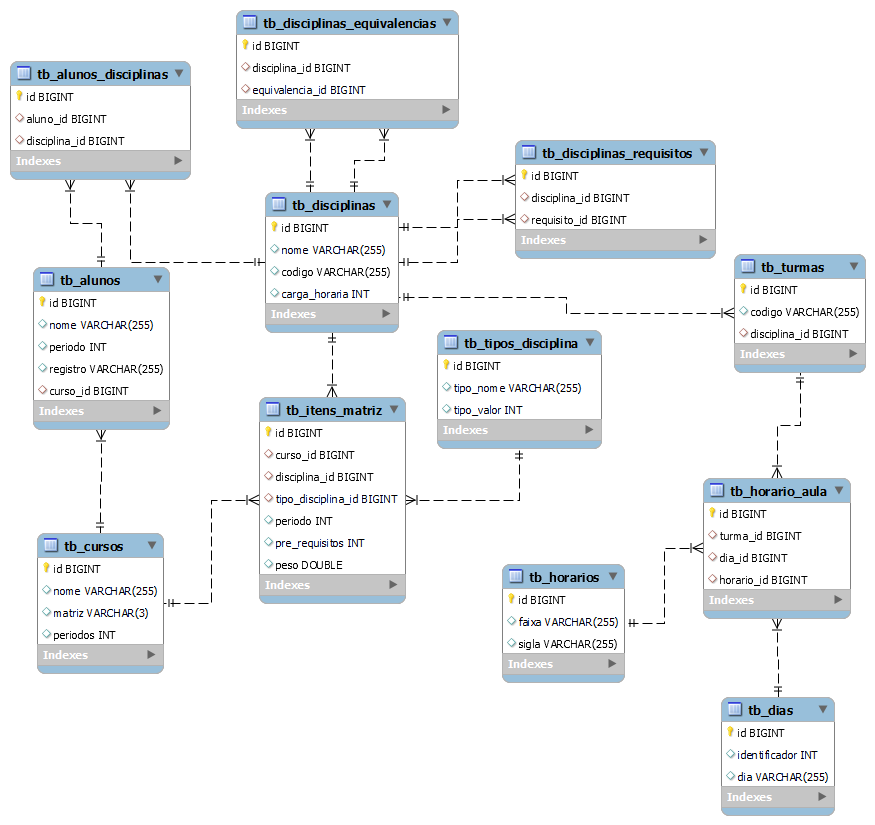 tb_disciplinas_equivalencias
id BIGINT
disciplina_id BIGINT
equivalencia_id BIGINT
Indexes
tb_alunos_disciplinas
id BIGINT
aluno_id BIGINT
disciplina_id BIGINT
Indexes
tb_disciplinas_requisitos
id BIGINT
disciplina_id BIGINT
requisito_id BIGINT
Indexes
tb_disciplinas
id BIGINT
nome VARCHAR(255)
codigo VARCHAR(255)
carga_horaria INT
Indexes
tb_turmas
id BIGINT
codigo VARCHAR(255)
disciplina_id BIGINT
Indexes
tb_alunos
id BIGINT
nome VARCHAR(255)
periodo INT
registro VARCHAR(255)
curso_id BIGINT
Indexes
tb_tipos_disciplina
id BIGINT
tipo_nome VARCHAR(255)
tipo_valor INT
Indexes
tb_itens_matriz
id BIGINT
curso_id BIGINT
disciplina_id BIGINT
tipo_disciplina_id BIGINT
periodo INT
pre_requisitos INT
peso DOUBLE
Indexes
tb_horario_aula
id BIGINT
turma_id BIGINT
dia_id BIGINT
horario_id BIGINT
Indexes
tb_cursos
id BIGINT
nome VARCHAR(255)
matriz VARCHAR(3)
periodos INT
Indexes
tb_horarios
id BIGINT
faixa VARCHAR(255)
sigla VARCHAR(255)
Indexes
tb_dias
id BIGINT
identificador INT
dia VARCHAR(255)
Indexes